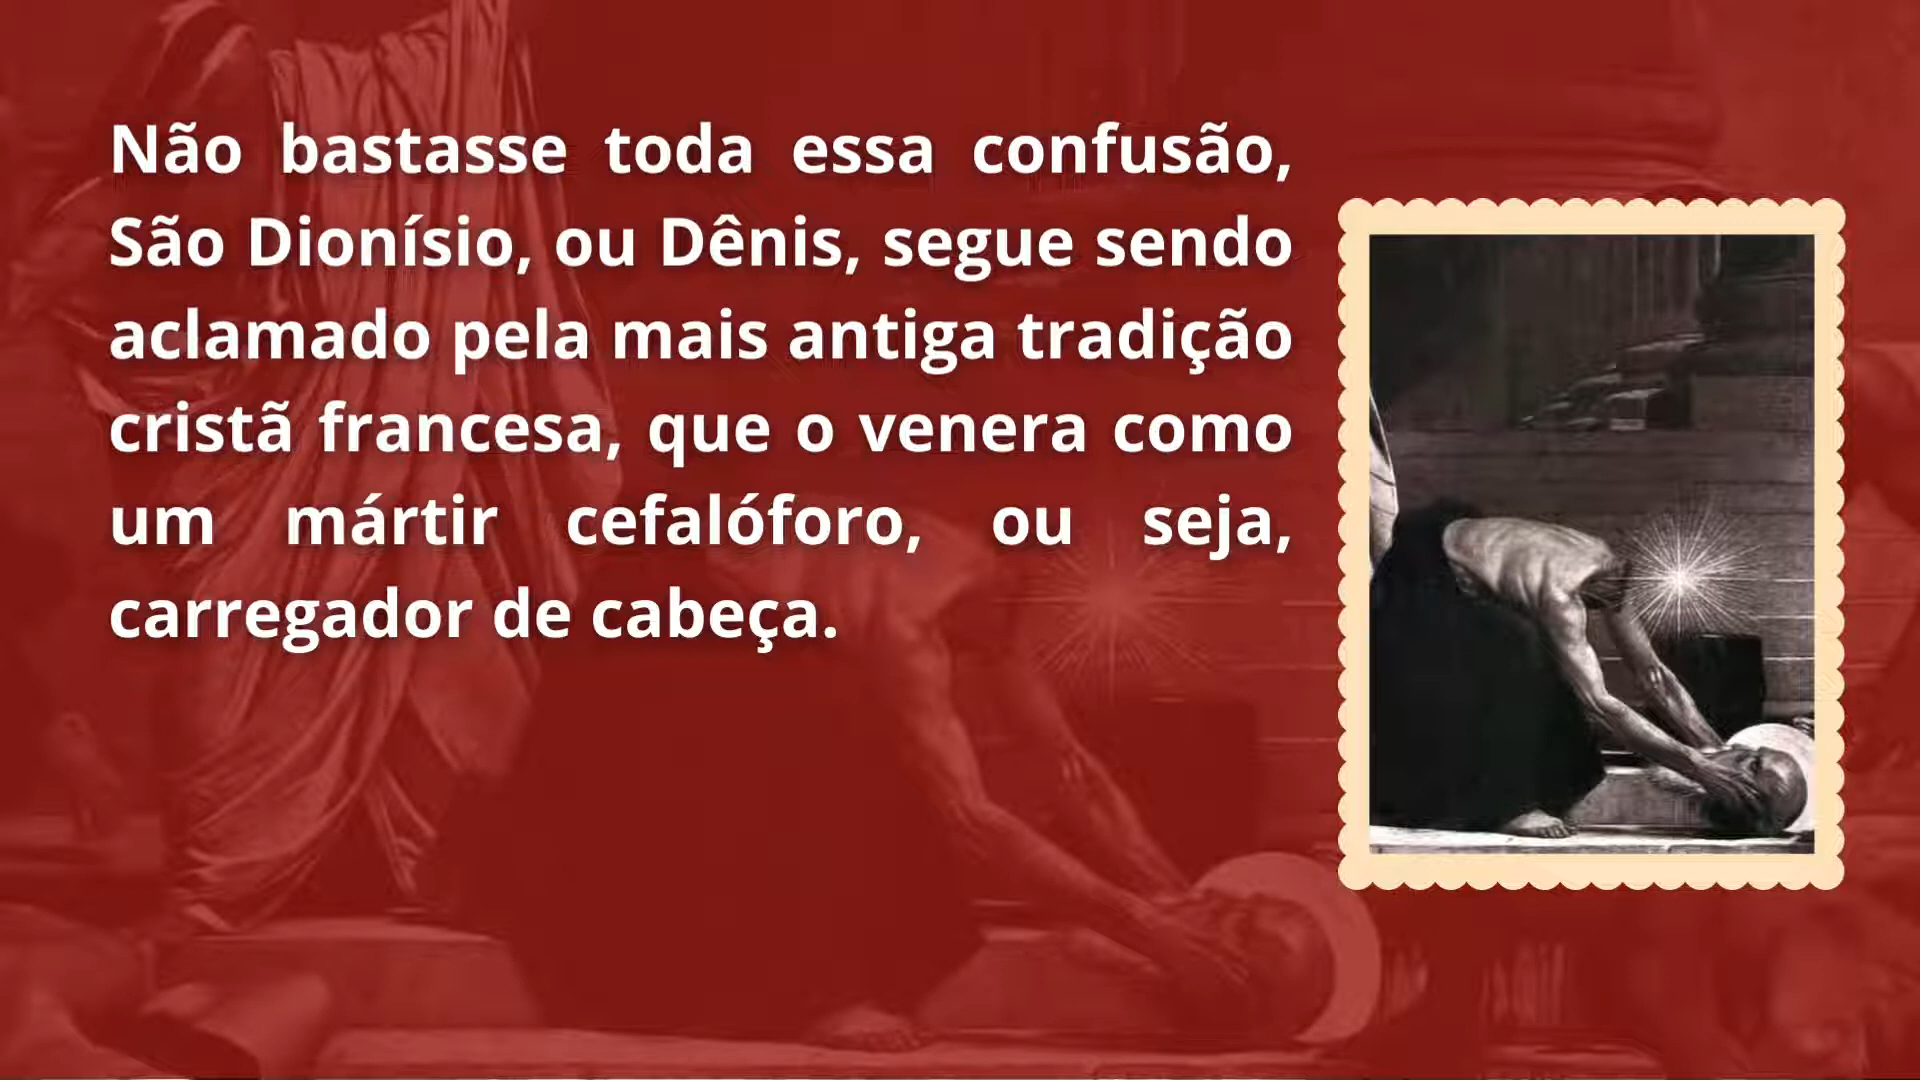 Não bastasse toda essa confusão,
São Dionísio, ou Dênis, segue sendo
aclamado pela mais antiga tradição
cristã francesa, que o venera como
um mártir cefalóforo, ou seja,
carregador de cabeça.